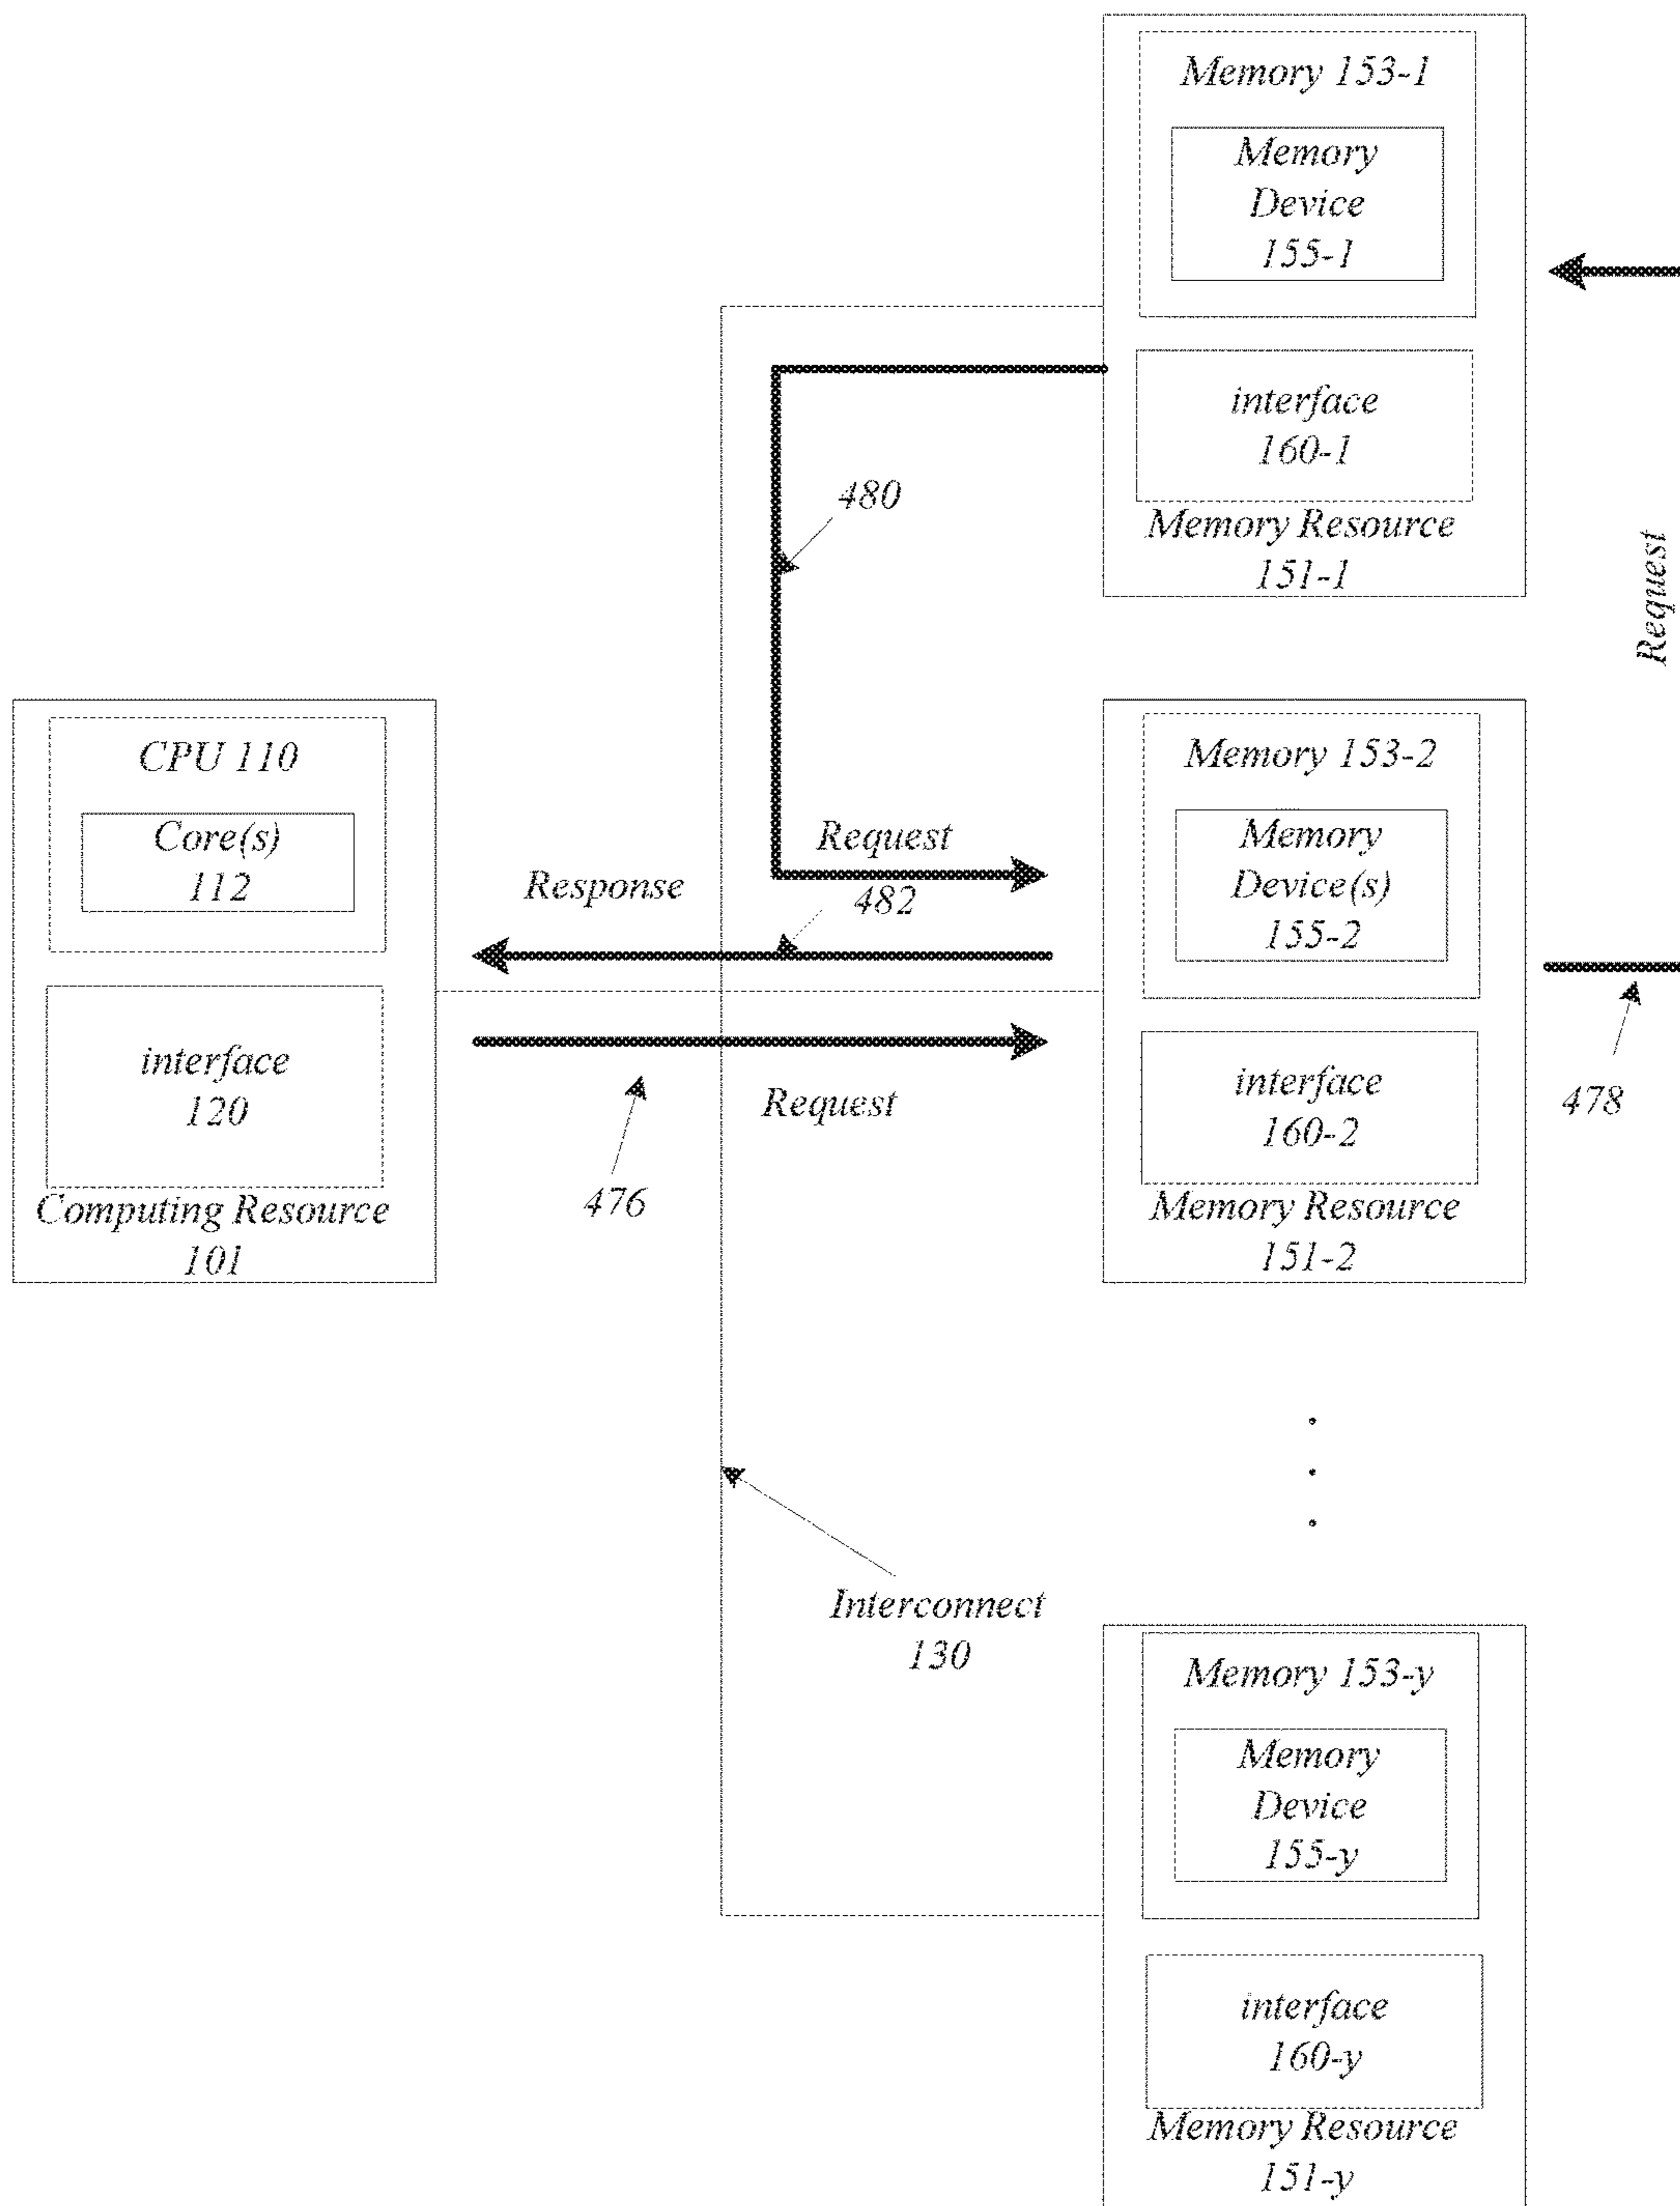 Memory 153-1
Memory
Device
155-1
interface
160-1
Memory Resource
151-1
480
Request
CPU 110
Core(s)
112
interface
120
Computing Resource
101
Response
Request
482
476
Request
Memory 153-2
Memory
Device(s)
155-2
interface
160-2
Memory Resource
151-2
478
Interconnect
130
Memory 153-y
Memory
Device
155-y
interface
160-y
Memory Resource
151-y